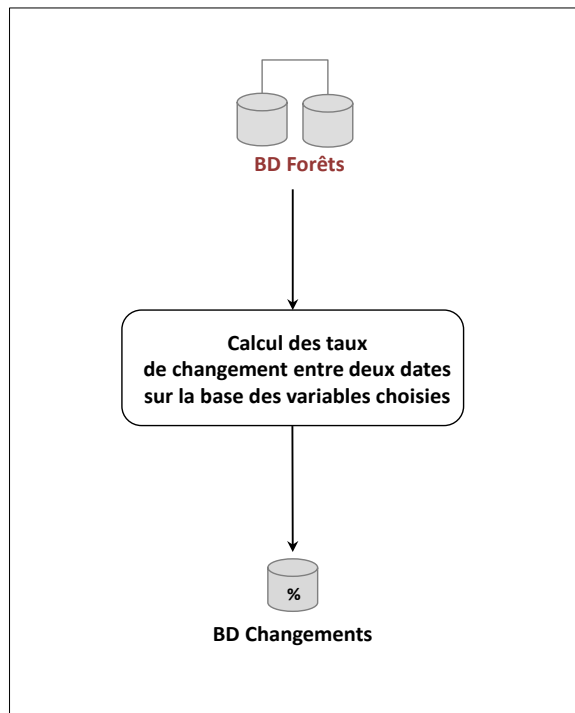 BD Forêts
Calcul des taux
de changement entre deux dates
sur la base des variables choisies
%
BD Changements